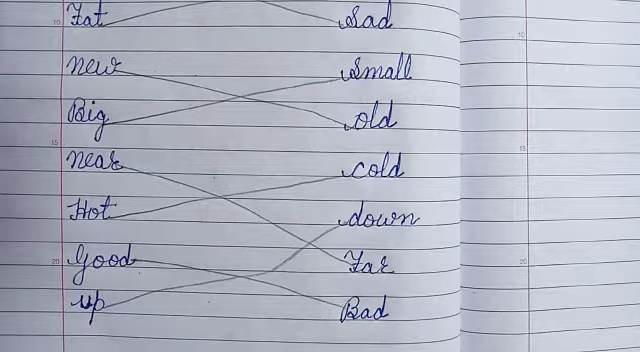 Fat Sad
new Small
Big old
near cold
Hot down
Good Far
up Bad